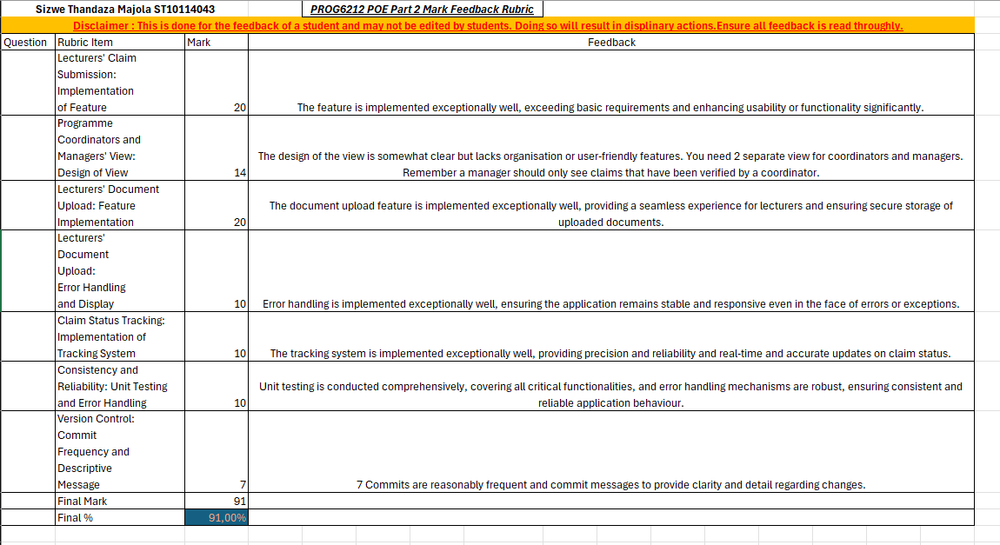 Sizwe Thandaza Majola ST10114043
PROG6212 POE Part 2 Mark Feedback Rubric
Disclaimer : This is done for the feedback of a student and may not be edited by students. Doing so will result in displinary actions.Ensure all feedback is read throughly.
Question Rubric Item Mark Feedback
Lecturers' Claim
Submission:
Implementation
of Feature
20
The feature is implemented exceptionally well, exceeding basic requirements and enhancing usability or functionality significantly.
Programme
Coordinators and
Managers' View:
Design of View
14
The design of the view is somewhat clear but lacks organisation or user-friendly features. You need 2 separate view for coordinators and managers.
Remember a manager should only see claims that have been verified by a coordinator.
Lecturers' Document
Upload: Feature
Implementation
20
The document upload feature is implemented exceptionally well, providing a seamless experience for lecturers and ensuring secure storage of
uploaded documents.
Lecturers'
Document
Upload:
Error Handling
and Display
10
Error handling is implemented exceptionally well, ensuring the application remains stable and responsive even in the face of errors or exceptions.
Claim Status Tracking:
Implementation of
Tracking System
10
The tracking system is implemented exceptionally well, providing precision and reliability and real-time and accurate updates on claim status.
Consistency and
Reliability: Unit Testing
and Error Handling
10
Unit testing is conducted comprehensively, covering all critical functionalities, and error handling mechanisms are robust, ensuring consistent and
reliable application behaviour.
Version Control:
Commit
Frequency and
Descriptive
Message
7
7 Commits are reasonably frequent and commit messages to provide clarity and detail regarding changes.
Final Mark 91
Final % 91,00%